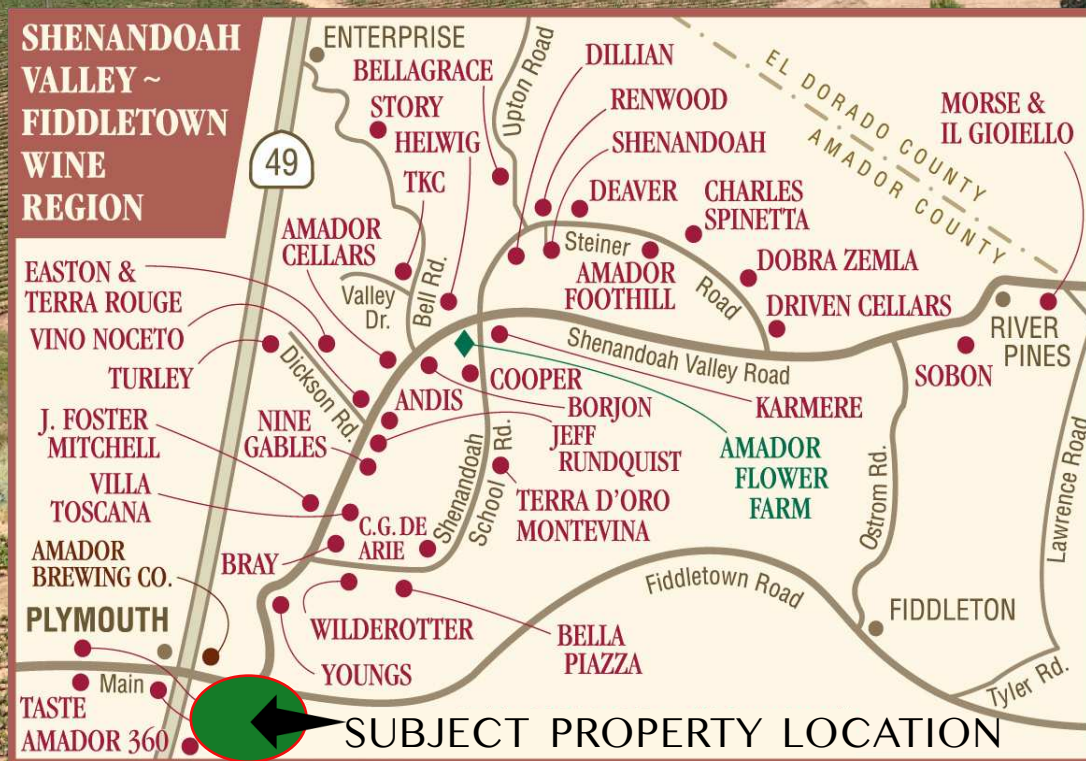 SHENANDOAH
VALLEY ~
FIDDLETOWN
WINE
REGION
49
ENTERPRISE
BELLAGRACE
STORY
HELWIG
TKC
AMADOR
CELLARS
Upton Road
DILLIAN
RENWOOD
SHENANDOAH
DEAVER
CHARLES
SPINETTA
EL DORADO COUNTY
AMADOR COUNTY
MORSE &
IL GIOIELLO
Steiner
Road
AMADOR
FOOTHILL
DOBRA ZEMLA
DRIVEN CELLARS
EASTON &
TERRA ROUGE
VINO NOCETO
TURLEY
Valley
Dr.
Bell Rd.
Dickson Rd.
Shenandoah Valley Road
RIVER
PINES
SOBON
COOPER
ANDIS
BORJON
KARMERE
J. FOSTER
MITCHELL
NINE
GABLES
JEFF
RUNDQUIST
AMADOR
FLOWER
FARM
VILLA
TOSCANA
C.G. DE
ARIE
Shenandoah
School Rd.
TERRA D'ORO
MONTEVINA
Ostrom Rd.
Lawrence Road
AMADOR
BREWING CO.
BRAY
Fiddletown Road
FIDDLETON
PLYMOUTH
WILDEROTTER
BELLA
PIAZZA
YOUNGS
Main
Tyler Rd.
TASTE
AMADOR 360
SUBJECT PROPERTY LOCATION